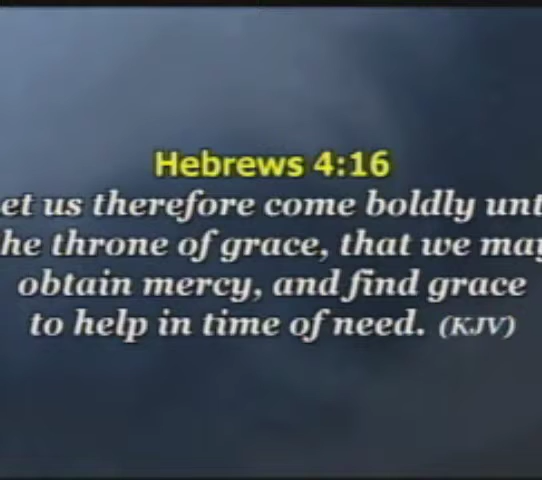 Hebrews 4:16
et us therefore come boldly unt
he throne of grace, that we may
obtain mercy, and find grace
to help in time of need. (KJV)